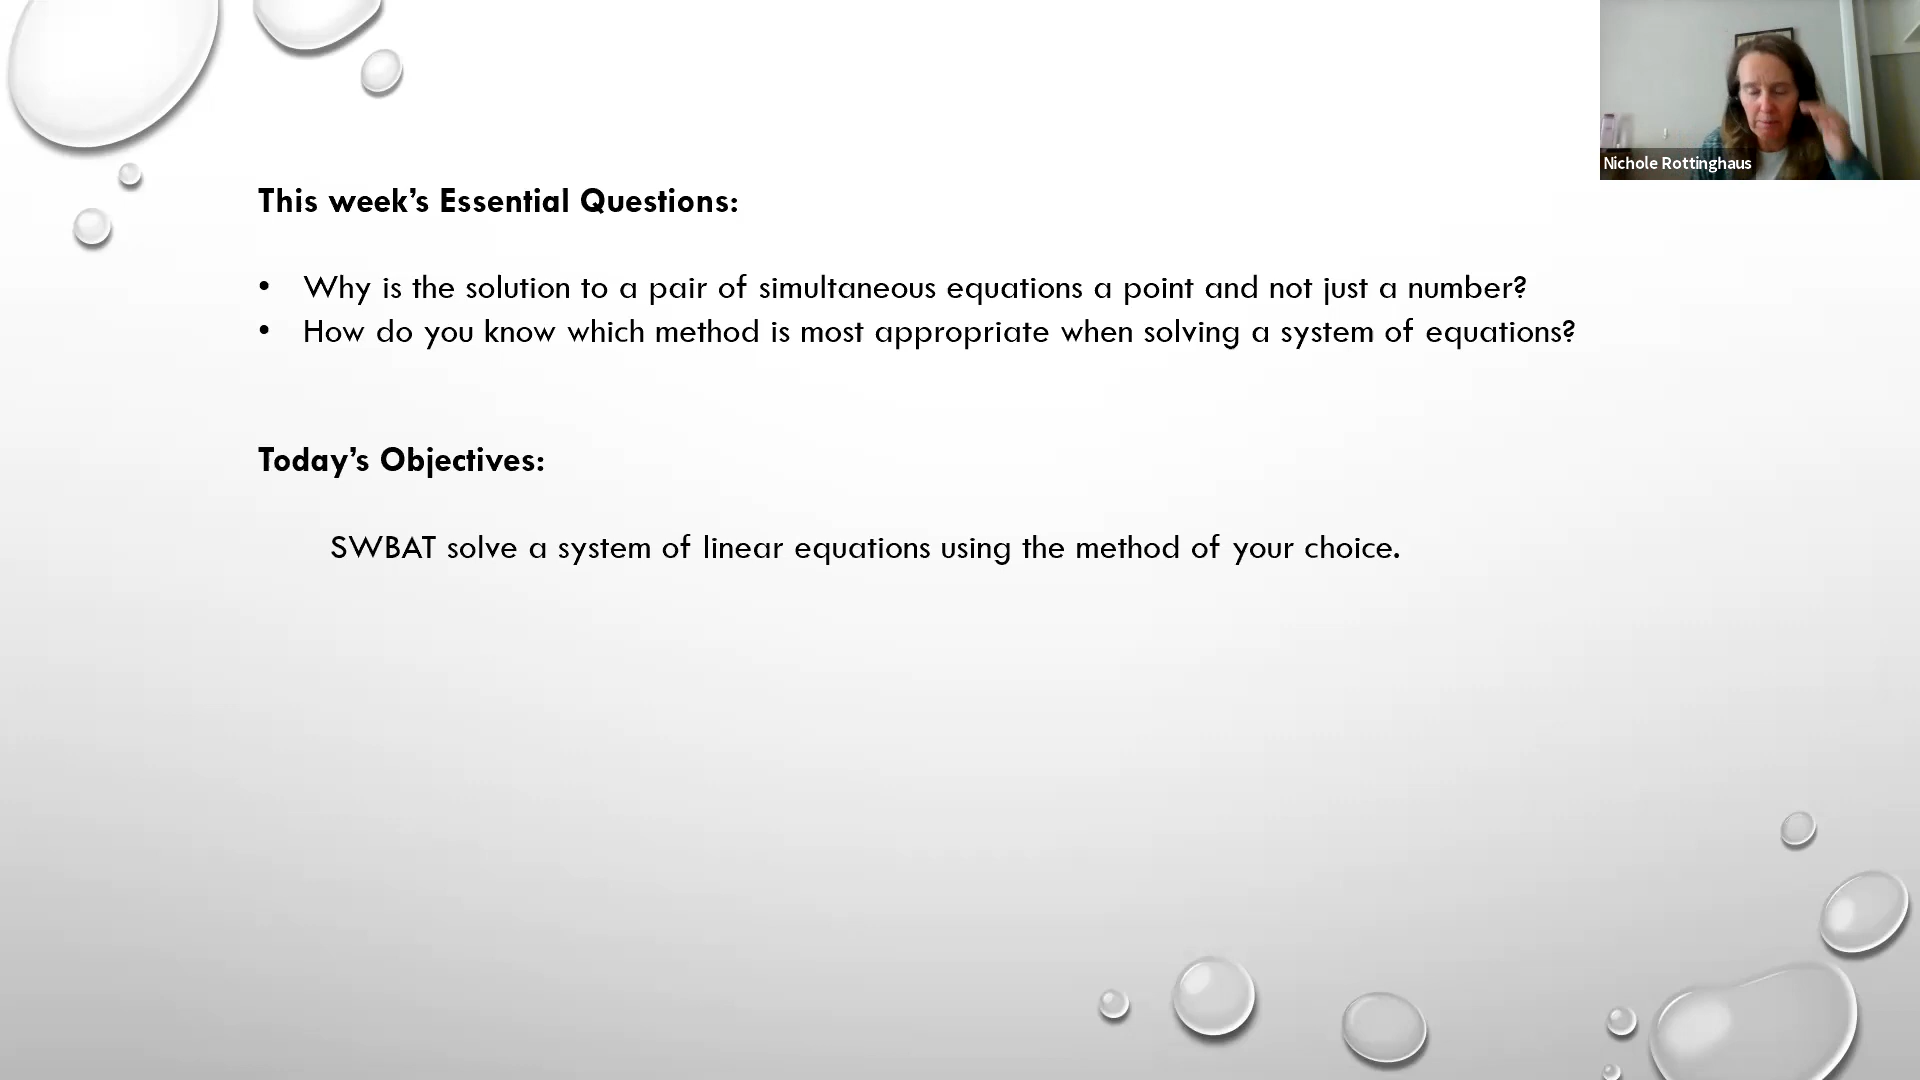 Nichole Rottinghaus
This week’s Essential Questions:
• Why is the solution to a pair of simultaneous equations a point and not just a number?
• How do you know which method is most appropriate when solving a system of equations?
Today’s Objectives:
SWBAT solve a system of linear equations using the method of your choice.